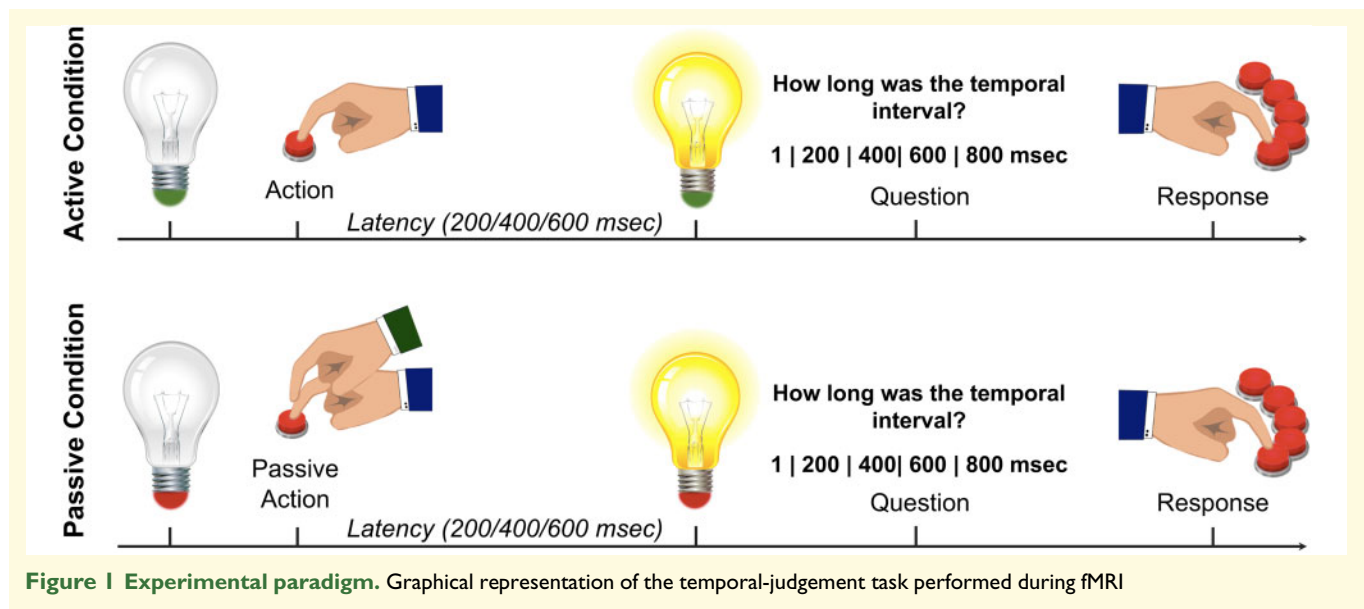 Active Condition
How long was the temporal
interval?
1 | 200 | 400| 600 | 800 msec
Action
Latency (200/400/600 msec)
Question
Response
Passive Condition
How long was the temporal
interval?
1 | 200 | 400| 600 | 800 msec
Passive
Action
Latency (200/400/600 msec)
Question
Response
Figure 1 Experimental paradigm. Graphical representation of the temporal-judgement task performed during fMRI